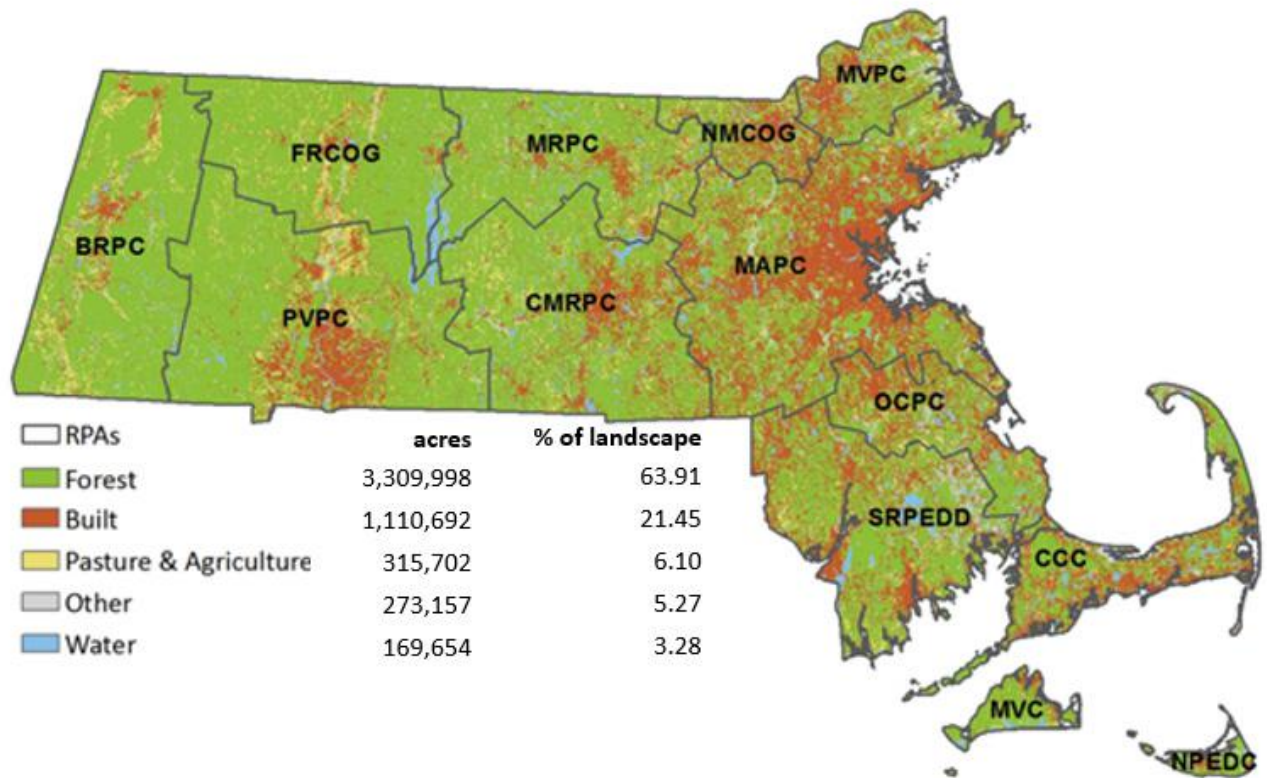 MVPC
NMCOG
MRPC
FRCOG
BRPC
MAPC
CMRPC
PVPC
OCPC
SRPEDD
CCC
MVC
NPEDC
RPAs acres % of landscape
Forest 3,309,998 63.91
Built 1,110,692 21.45
Pasture & Agriculture 315,702 6.10
Other 273,157 5.27
Water 169,654 3.28